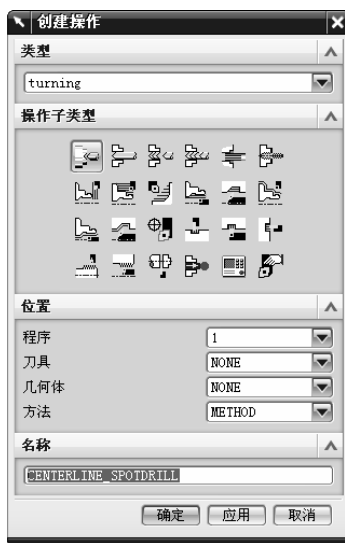 创建操作
类型
turning
操作子类型
位置
程序 1
刀具 NONE
几何体 NONE
方法 METHOD
名称
CENTERLINE_SPOTDRILL
确定 应用 取消